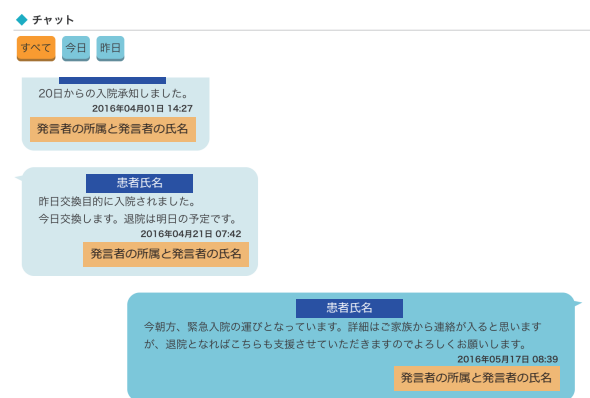 チャット
すべて 今日 昨日
20日からの入院承知しました。
2016年04月01日 14:27
発言者の所属と発言者の氏名
患者氏名
昨日交換目的に入院されました。
今日交換します。退院は明日の予定です。
2016年04月21日 07:42
発言者の所属と発言者の氏名
患者氏名
今朝方、緊急入院の運びとなっています。詳細はご家族から連絡が入ると思います
が、退院となればこちらも支援させていただきますのでよろしくお願いします。
2016年05月17日 08:39
発言者の所属と発言者の氏名